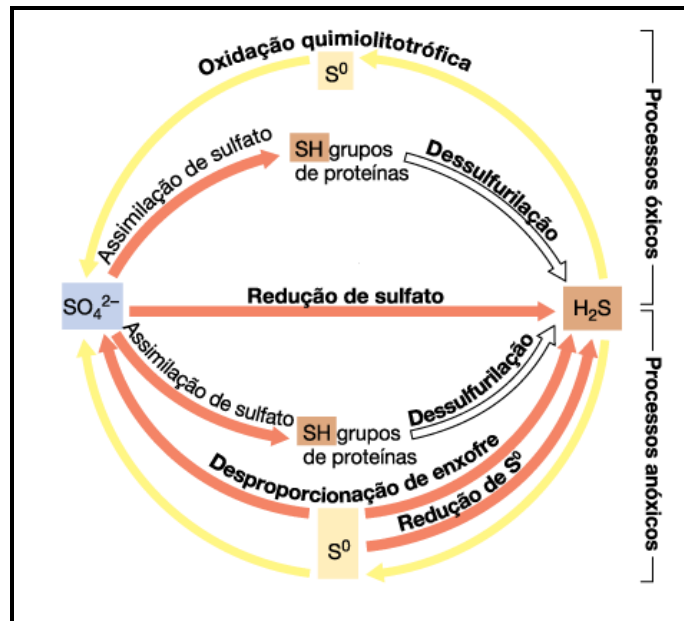 Oxidação quimiolitotrófica
S⁰
Processos óxicos
Assimilação de sulfato
SH grupos
de proteínas
Dessulfurilação
SO₄²⁻
Redução de sulfato
H₂S
Assimilação de sulfato
SH grupos
de proteínas
Dessulfurilação
Desproporcionação de enxofre
Redução de S⁰
S⁰
Processos anóxicos